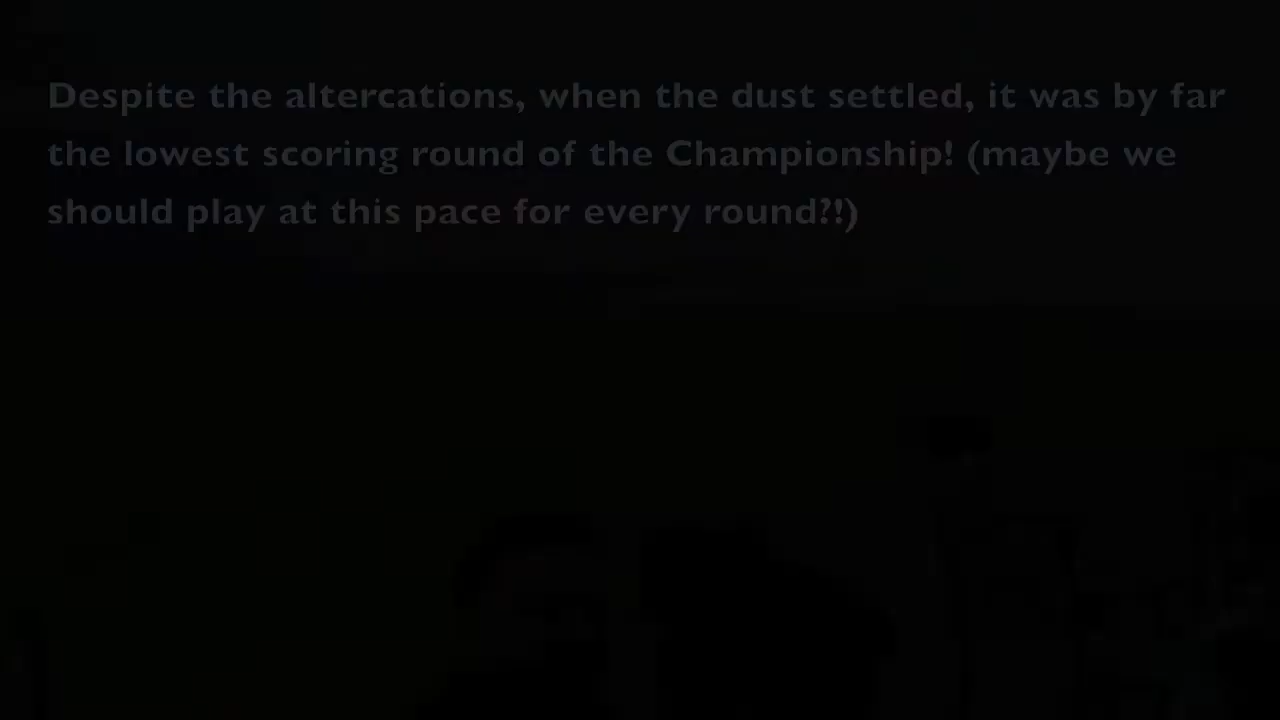 Despite the altercations, when the dust settled, it was by far
the lowest scoring round of the Championship! (maybe we
should play at this pace for every round?!)